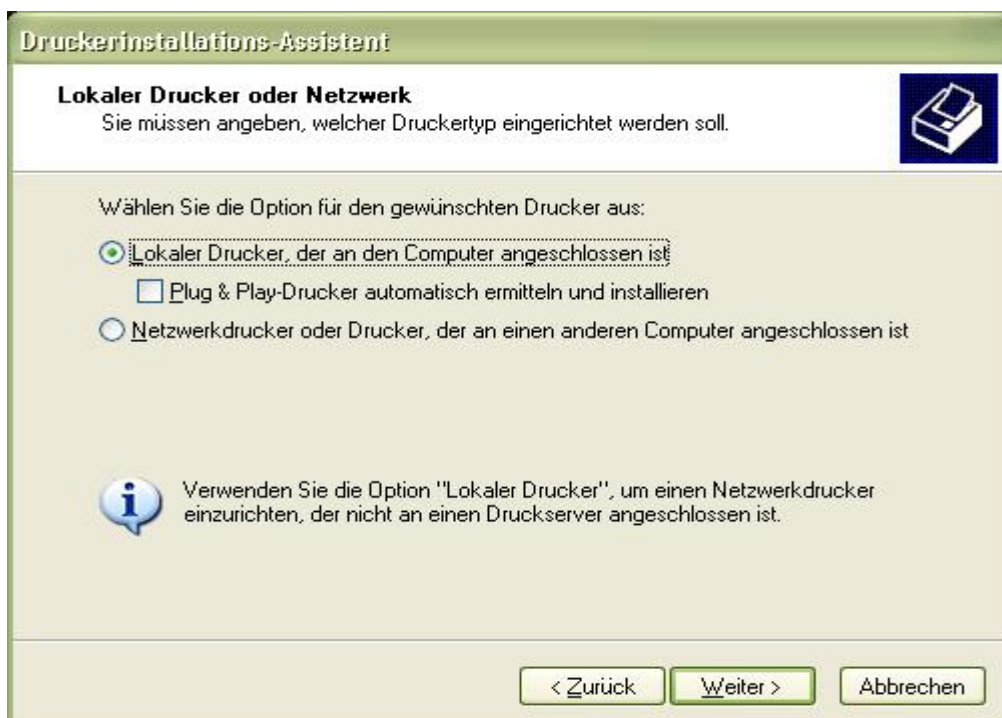 Druckerinstallations-Assistent
Lokaler Drucker oder Netzwerk
Sie müssen angeben, welcher Druckertyp eingerichtet werden soll.
Wählen Sie die Option für den gewünschten Drucker aus:
Lokaler Drucker, der an den Computer angeschlossen ist
Plug & Play-Drucker automatisch ermitteln und installieren
Netzwerkdrucker oder Drucker, der an einen anderen Computer angeschlossen ist
Verwenden Sie die Option "Lokaler Drucker", um einen Netzwerkdrucker
einzurichten, der nicht an einen Druckserver angeschlossen ist.
< Zurück Weiter > Abbrechen